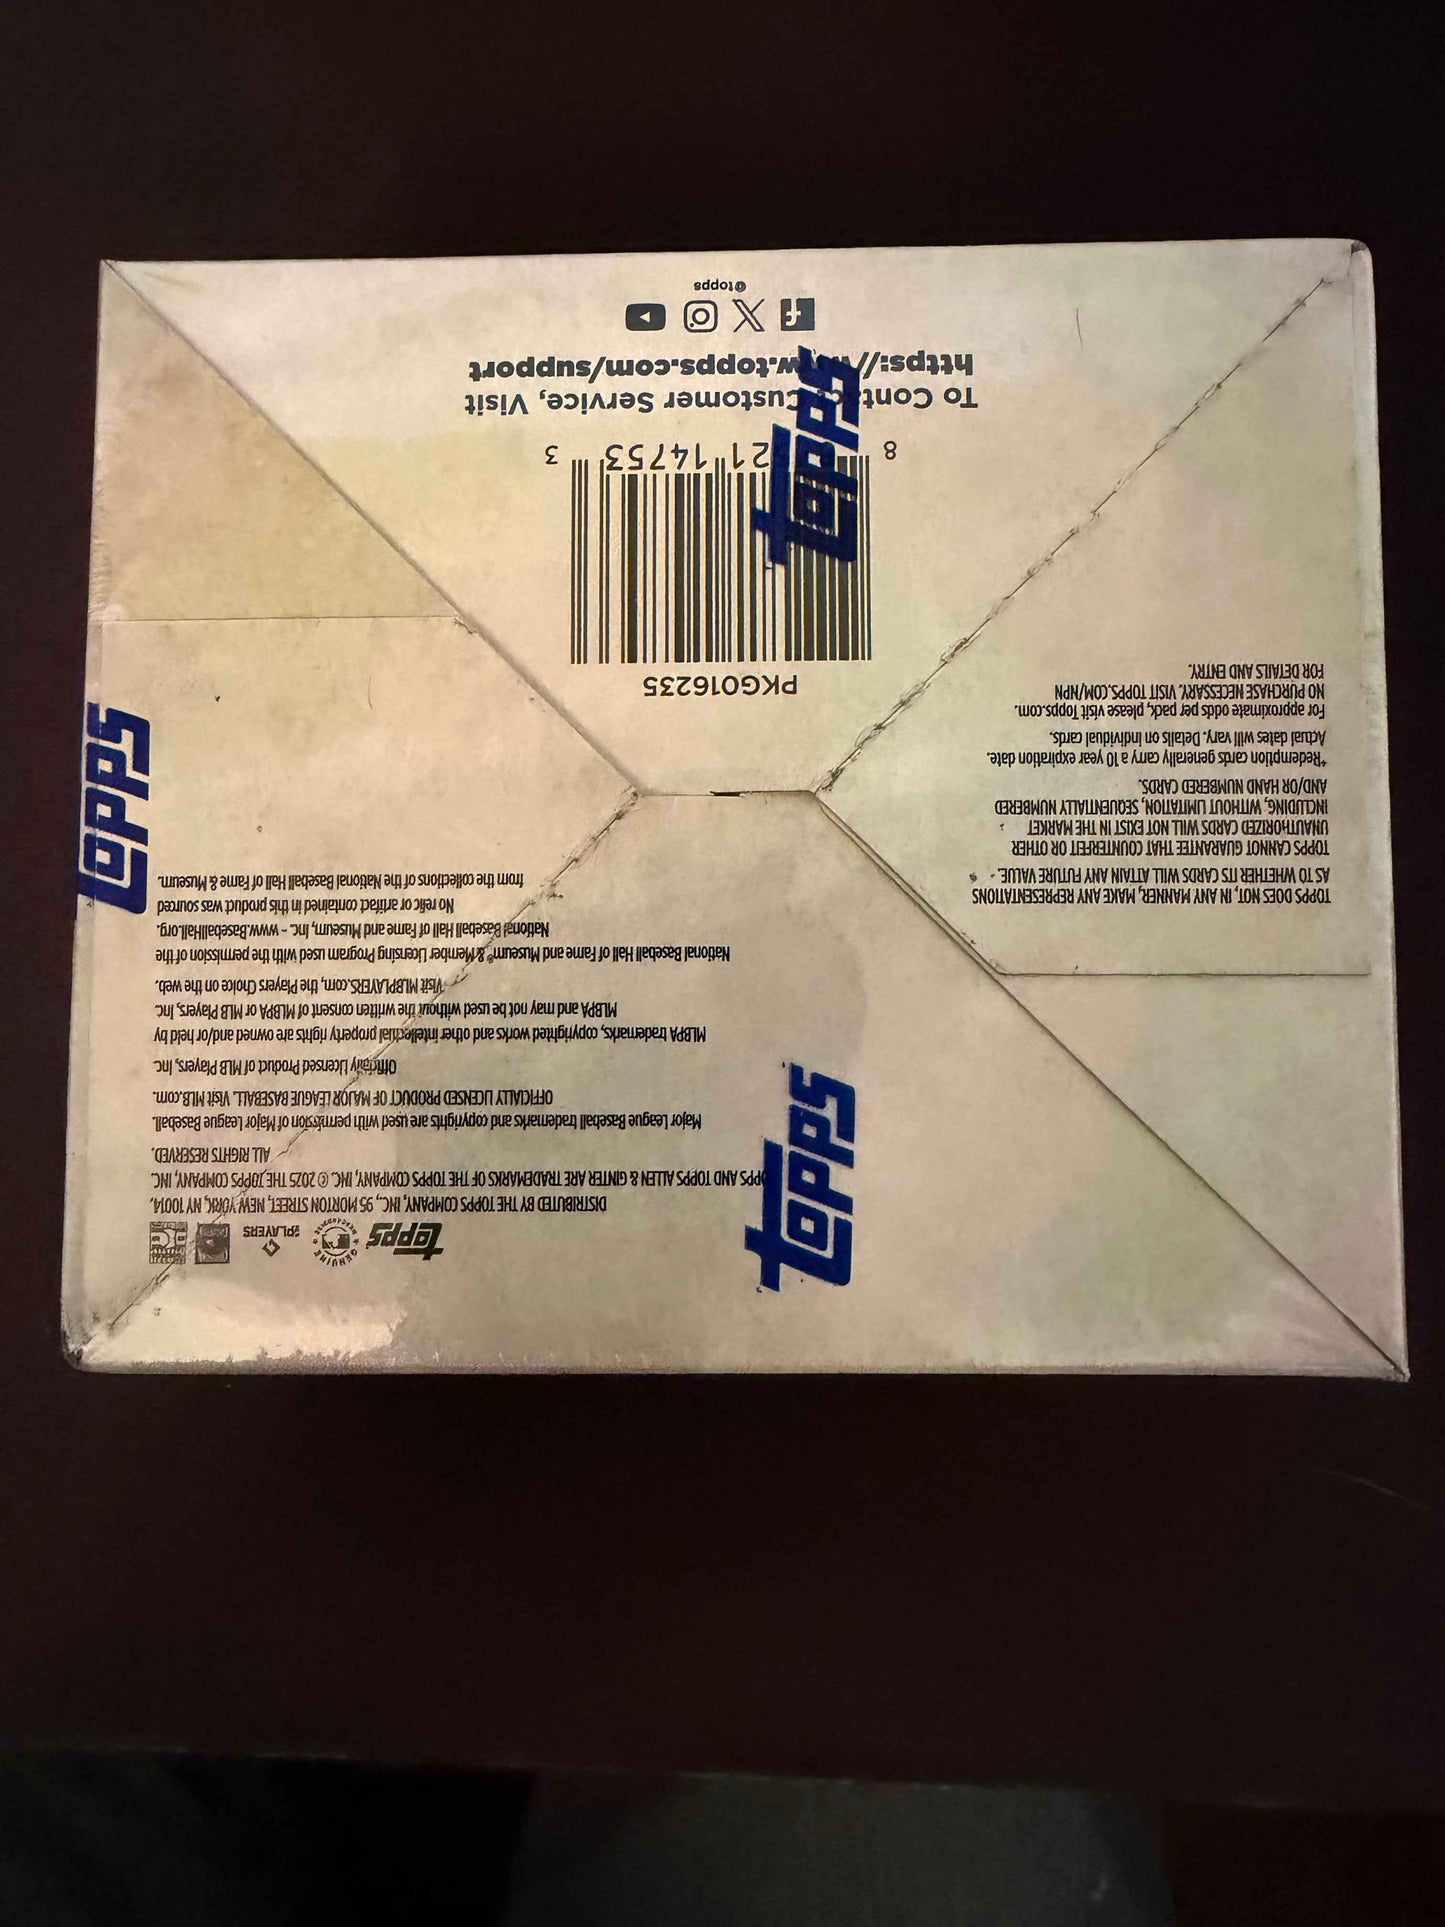 TOPPS DOES NOT, IN ANY MANNER, MAKE ANY REPRESENTATIONS
AS TO WHETHER ITS CARDS WILL ATTAIN ANY FUTURE VALUE.
TOPPS CANNOT GUARANTEE THAT COUNTERFEIT OR OTHER
UNAUTHORIZED CARDS WILL NOT EXIST IN THE MARKET
INCLUDING, WITHOUT LIMITATION, SEQUENTIALLY NUMBERED
AND/OR HAND NUMBERED CARDS.
*Redemption cards generally carry a 10 year expiration date.
Actual dates will vary. Details on individual cards.
For approximate odds per pack, please visit Topps.com.
NO PURCHASE NECESSARY. VISIT TOPPS.COM/NPN
FOR DETAILS AND ENTRY.
topps
GENUINE
MERCHANDISE
MLB PLAYERS
DISTRIBUTED BY THE TOPPS COMPANY, INC., 95 MORTON STREET, NEW YORK, NY 10014.
TOPPS AND TOPPS ALLEN & GINTER ARE TRADEMARKS OF THE TOPPS COMPANY, INC. © 2025 THE TOPPS COMPANY, INC.
ALL RIGHTS RESERVED.
Major League Baseball trademarks and copyrights are used with permission of Major League Baseball.
OFFICIALLY LICENSED PRODUCT OF MAJOR LEAGUE BASEBALL. Visit MLB.com.
Officially Licensed Product of MLB Players, Inc.
MLBPA trademarks, copyrighted works and other intellectual property rights are owned and/or held by
MLBPA and may not be used without the written consent of MLBPA or MLB Players, Inc.
Visit MLBPLAYERS.com, the Players Choice on the web.
National Baseball Hall of Fame and Museum® & Member Licensing Program used with the permission of the
National Baseball Hall of Fame and Museum, Inc. - www.BaseballHall.org.
No relic or artifact contained in this product was sourced
from the collections of the National Baseball Hall of Fame & Museum.
PKG016235
8 21 14753 3
To Contact Customer Service, Visit
https://www.topps.com/support
@topps
topps
topps
topps